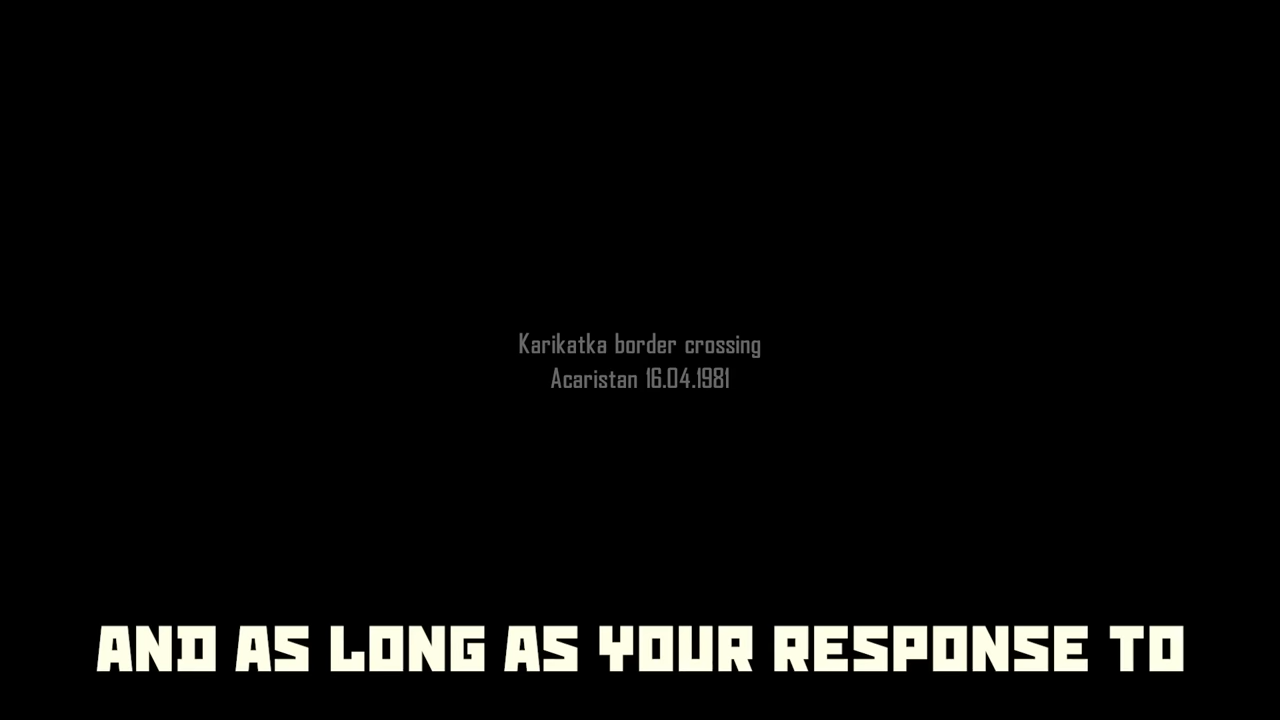 Karikatka border crossing
Acaristan 16.04.1981
AND AS LONG AS YOUR RESPONSE TO